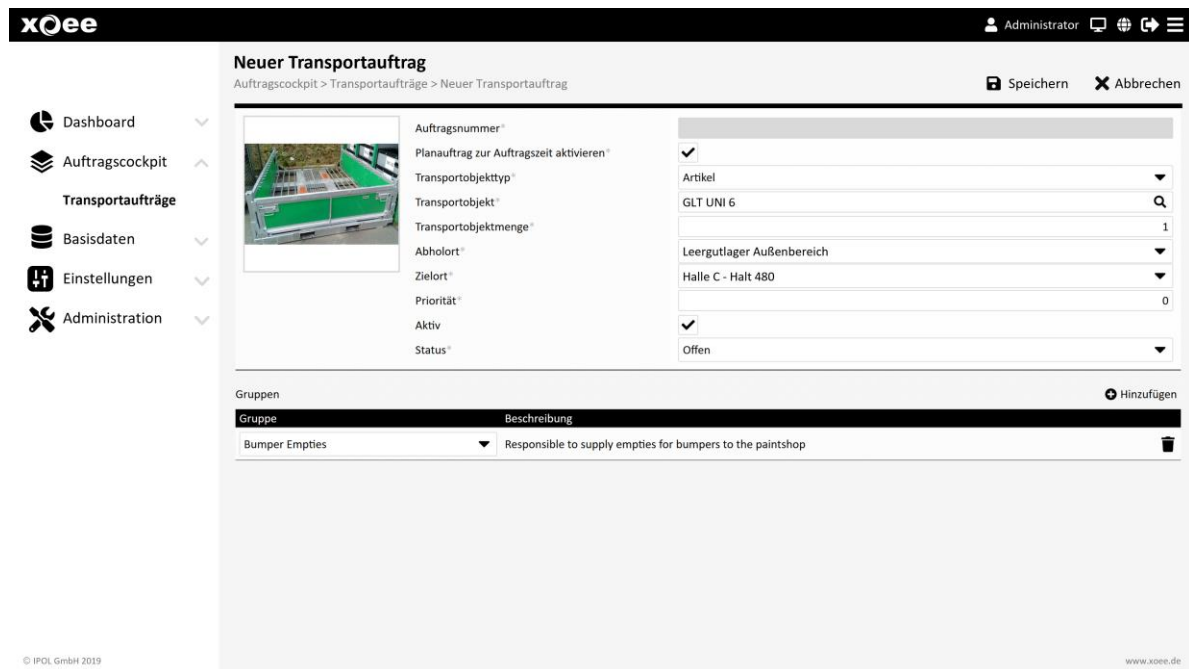 xoee
Administrator
Neuer Transportauftrag
Auftragscockpit > Transportaufträge > Neuer Transportauftrag
Speichern
Abbrechen
Dashboard
Auftragscockpit
Transportaufträge
Basisdaten
Einstellungen
Administration
Auftragsnummer*
Planauftrag zur Auftragszeit aktivieren*
Transportobjekttyp* Artikel
Transportobjekt* GLT UNI 6
Transportobjektmenge* 1
Abholort* Leergutlager Außenbereich
Zielort* Halle C - Halt 480
Priorität* 0
Aktiv
Status* Offen
Gruppen
Hinzufügen
Gruppe Beschreibung
Bumper Empties Responsible to supply empties for bumpers to the paintshop
© IPOL GmbH 2019
www.xoee.de